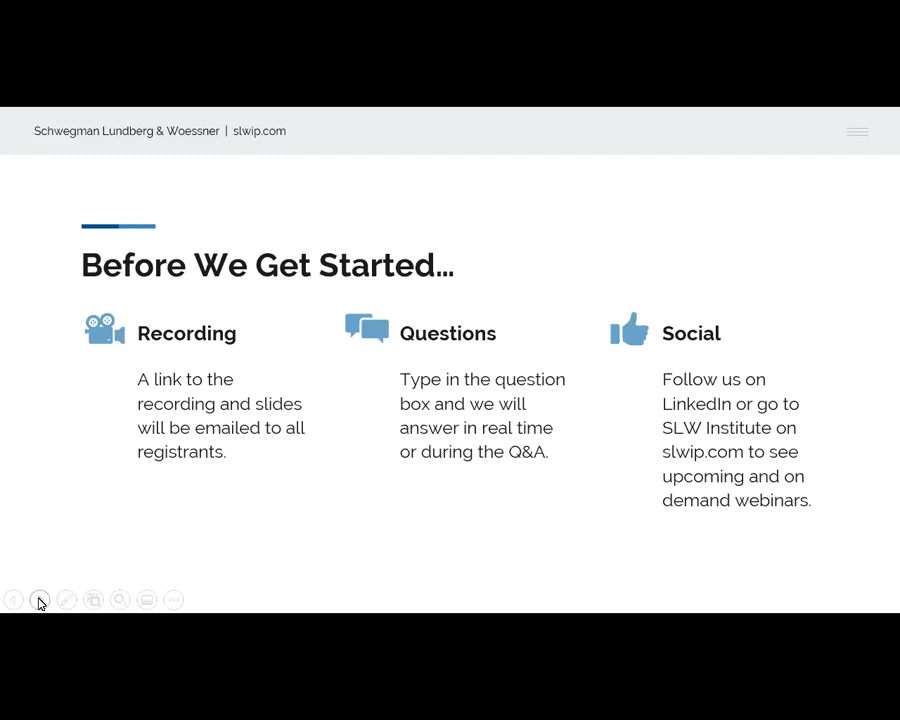 Schwegman Lundberg & Woessner | slwip.com
Before We Get Started...
Recording
A link to the
recording and slides
will be emailed to all
registrants.
Questions
Type in the question
box and we will
answer in real time
or during the Q&A.
Social
Follow us on
LinkedIn or go to
SLW Institute on
slwip.com to see
upcoming and on
demand webinars.